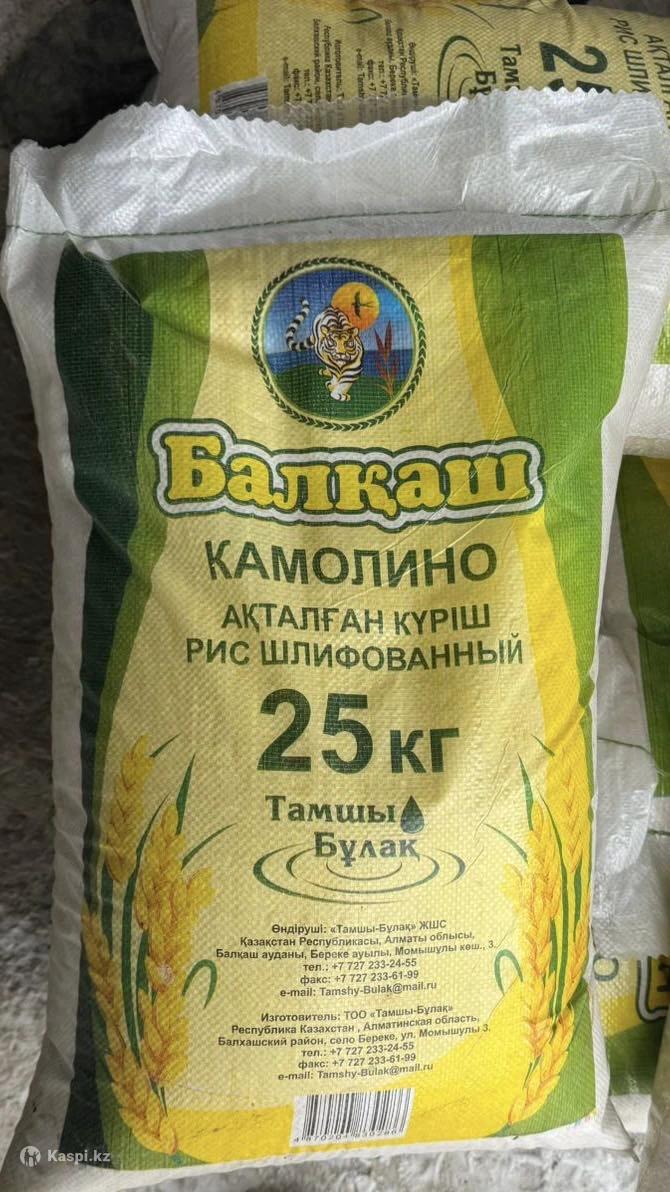 Балқаш
КАМОЛИНО
АҚТАЛҒАН КҮРІШ
РИС ШЛИФОВАННЫЙ
25 кг
Тамшы
Бұлақ
Өндіруші: «Тамшы-Бұлақ» ЖШС
Қазақстан Республикасы, Алматы облысы,
Балқаш ауданы, Береке ауылы, Момышулы көш., 3.
тел.: +7 727 233-24-55
факс: +7 727 233-61-99
e-mail: Tamshy-Bulak@mail.ru
Изготовитель: ТОО «Тамшы-Бұлақ»
Республика Казахстан , Алматинская область,
Балхашский район, село Береке, ул. Момышулы 3.
тел.: +7 727 233-24-55
факс: +7 727 233-61-99
e-mail: Tamshy-Bulak@mail.ru
Kaspi.kz